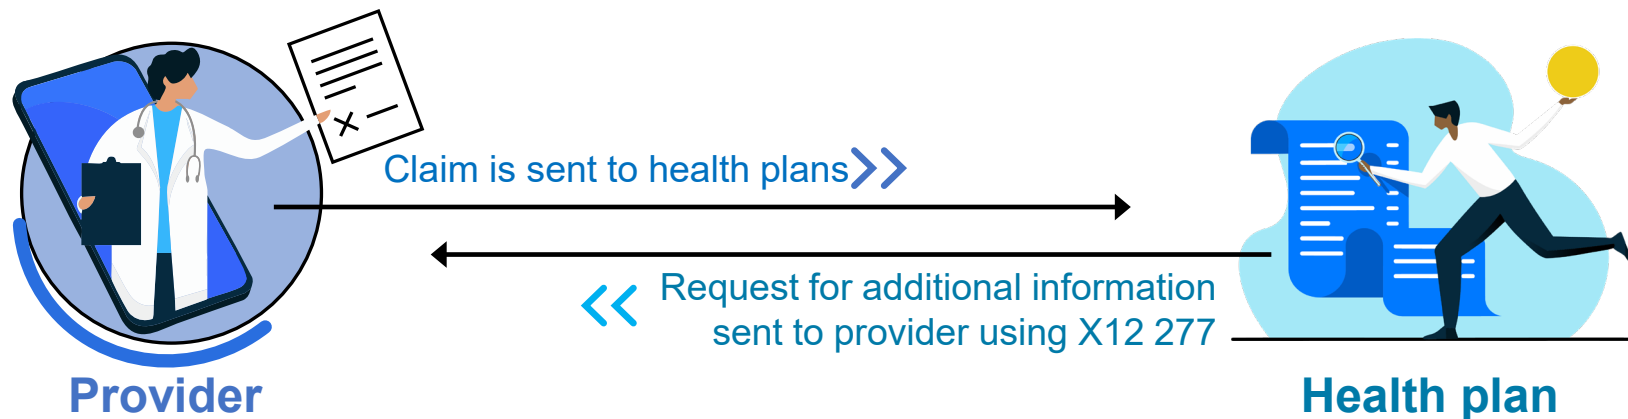 Claim is sent to health plans
Request for additional information
sent to provider using X12 277
Provider
Health plan